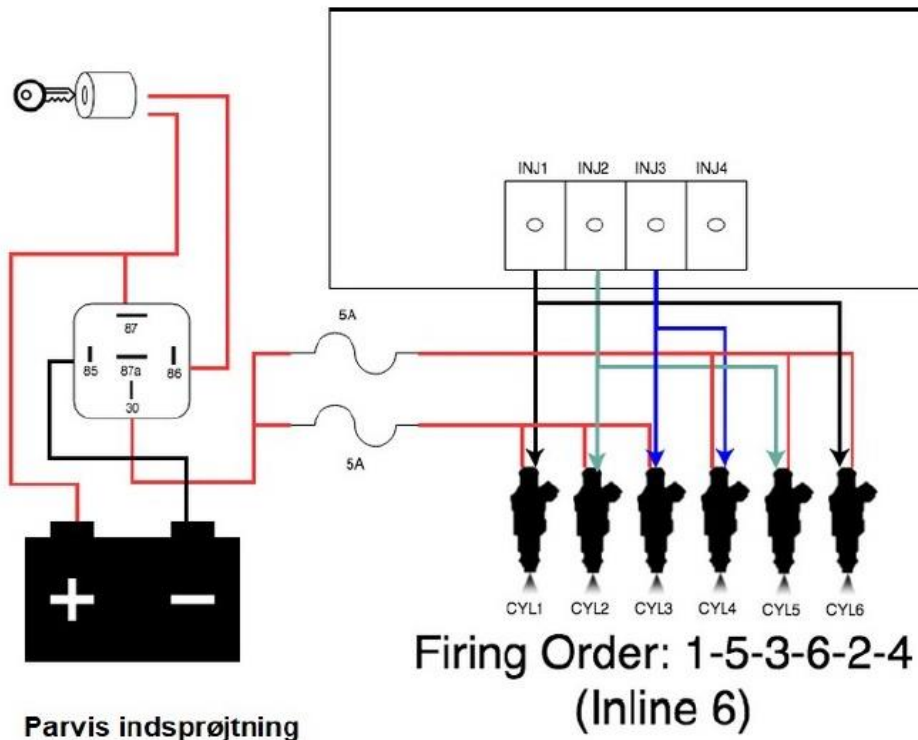 INJ1 INJ2 INJ3 INJ4
5A
87
85 87a 86
30
5A
CYL1 CYL2 CYL3 CYL4 CYL5 CYL6
Firing Order: 1-5-3-6-2-4
(Inline 6)
Parvis indsprøjtning